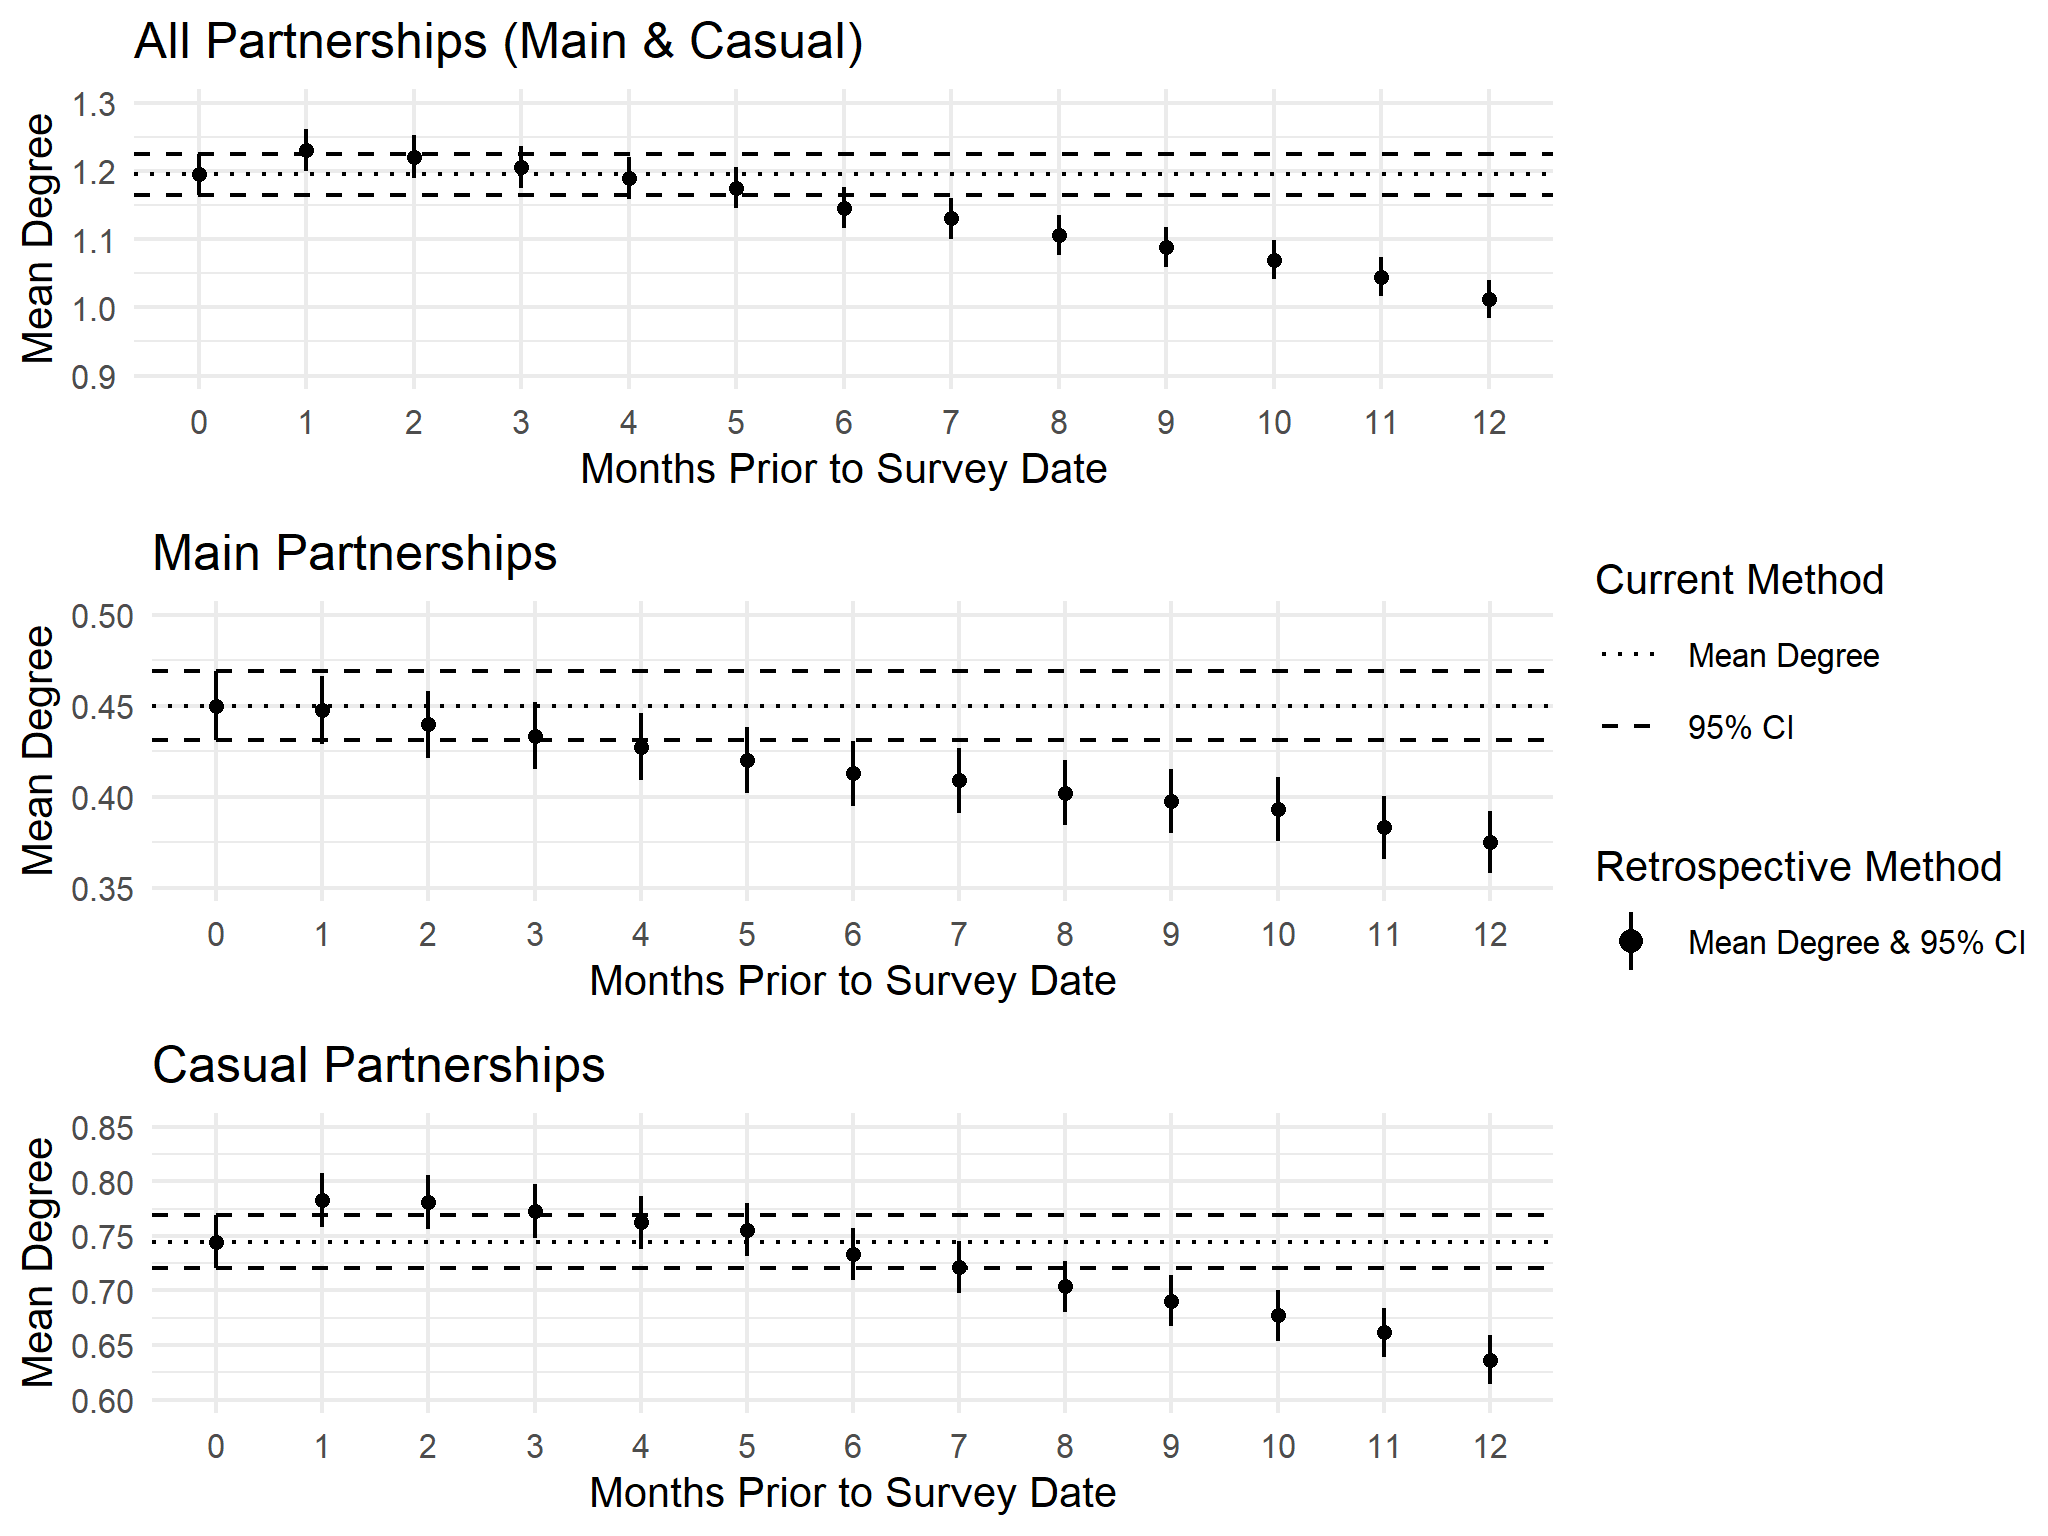 All Partnerships (Main & Casual)
Mean Degree
1.3
1.2
1.1
1.0
0.9
0 1 2 3 4 5 6 7 8 9 10 11 12
Months Prior to Survey Date
Main Partnerships
Mean Degree
0.50
0.45
0.40
0.35
0 1 2 3 4 5 6 7 8 9 10 11 12
Months Prior to Survey Date
Casual Partnerships
Mean Degree
0.85
0.80
0.75
0.70
0.65
0.60
0 1 2 3 4 5 6 7 8 9 10 11 12
Months Prior to Survey Date
Current Method
Mean Degree
95% CI
Retrospective Method
Mean Degree & 95% CI